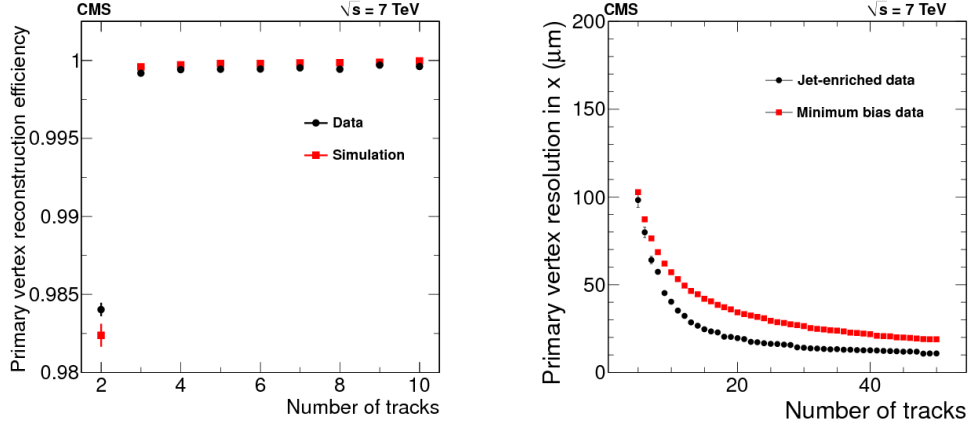 CMS √s = 7 TeV
Primary vertex reconstruction efficiency
1
0.995
0.99
0.985
0.98
Data
Simulation
2 4 6 8 10
Number of tracks
CMS √s = 7 TeV
Primary vertex resolution in x (μm)
200
150
100
50
0
Jet-enriched data
Minimum bias data
20 40
Number of tracks